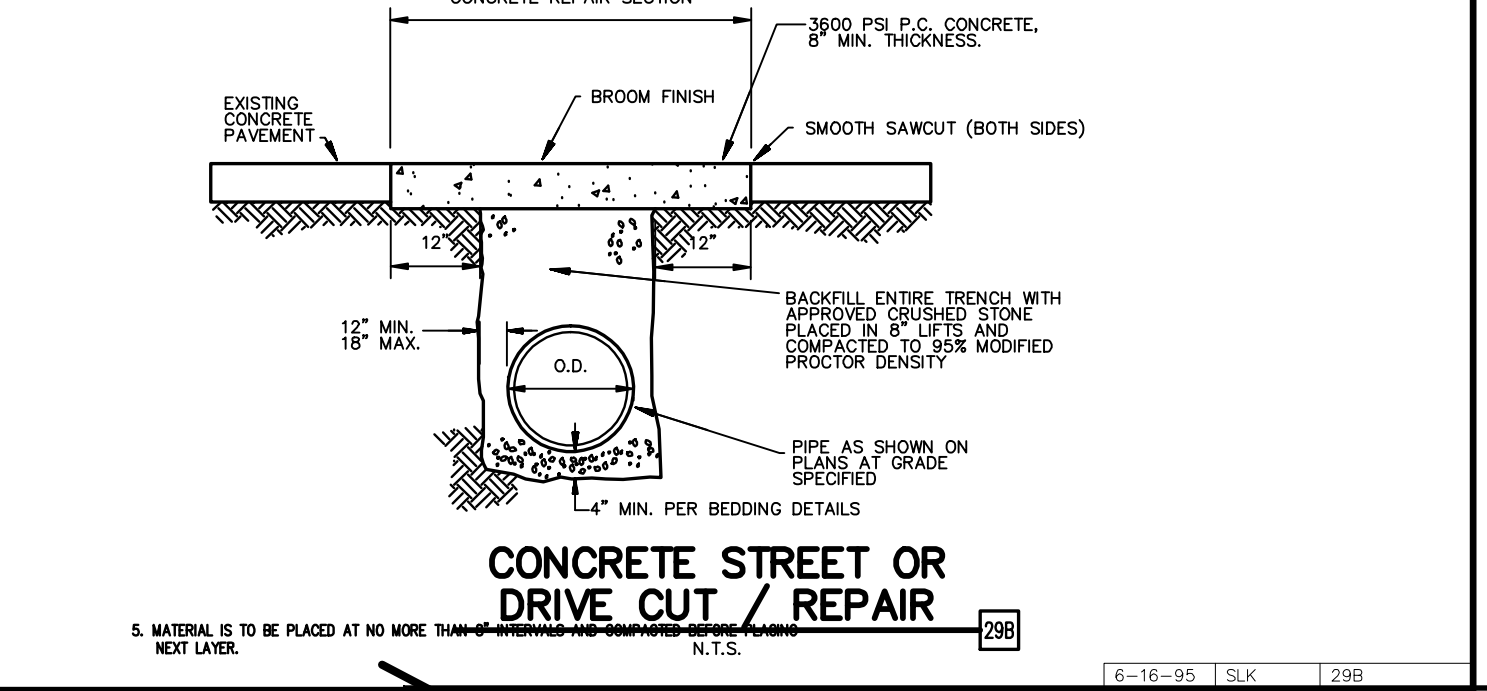 CONCRETE REPAIR SECTION
3600 PSI P.C. CONCRETE,
8" MIN. THICKNESS.
BROOM FINISH
EXISTING
CONCRETE
PAVEMENT
SMOOTH SAWCUT (BOTH SIDES)
12"
12"
BACKFILL ENTIRE TRENCH WITH
APPROVED CRUSHED STONE
PLACED IN 8" LIFTS AND
COMPACTED TO 95% MODIFIED
PROCTOR DENSITY
12" MIN.
18" MAX.
O.D.
PIPE AS SHOWN ON
PLANS AT GRADE
SPECIFIED
4" MIN. PER BEDDING DETAILS
CONCRETE STREET OR
DRIVE CUT / REPAIR
5. MATERIAL IS TO BE PLACED AT NO MORE THAN INTERVALS AND COMPACTED BEFORE PLACING
NEXT LAYER.
29B
N.T.S.
6-16-95 SLK 29B